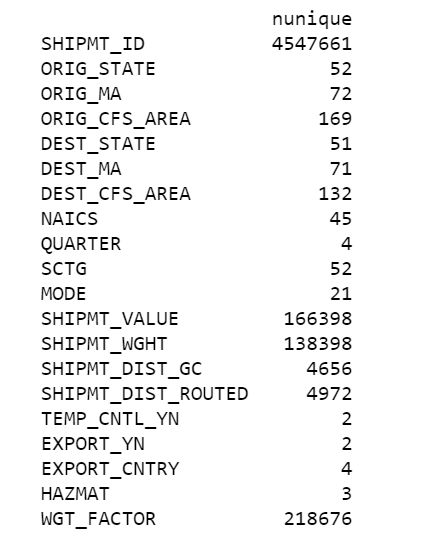 nunique
SHIPMT_ID 4547661
ORIG_STATE 52
ORIG_MA 72
ORIG_CFS_AREA 169
DEST_STATE 51
DEST_MA 71
DEST_CFS_AREA 132
NAICS 45
QUARTER 4
SCTG 52
MODE 21
SHIPMT_VALUE 166398
SHIPMT_WGHT 138398
SHIPMT_DIST_GC 4656
SHIPMT_DIST_ROUTED 4972
TEMP_CNTL_YN 2
EXPORT_YN 2
EXPORT_CNTRY 4
HAZMAT 3
WGT_FACTOR 218676